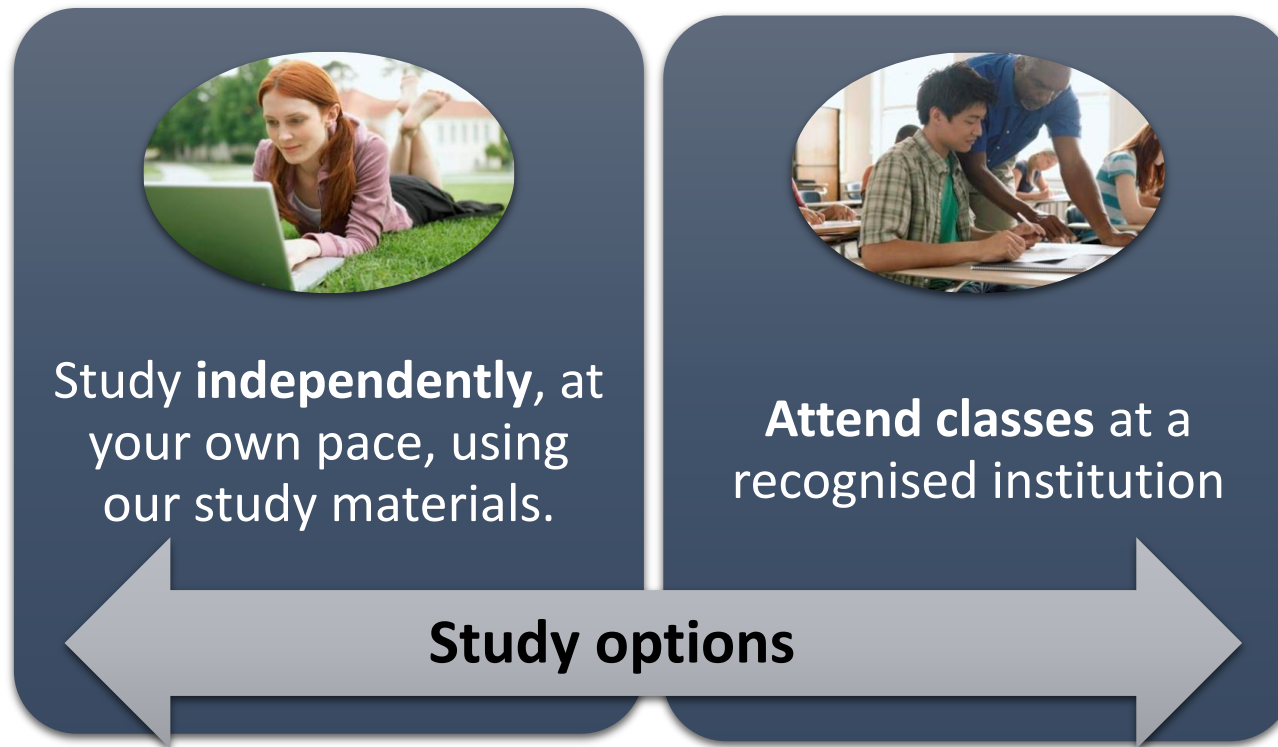 Study independently, at
your own pace, using
our study materials.
Attend classes at a
recognised institution
Study options